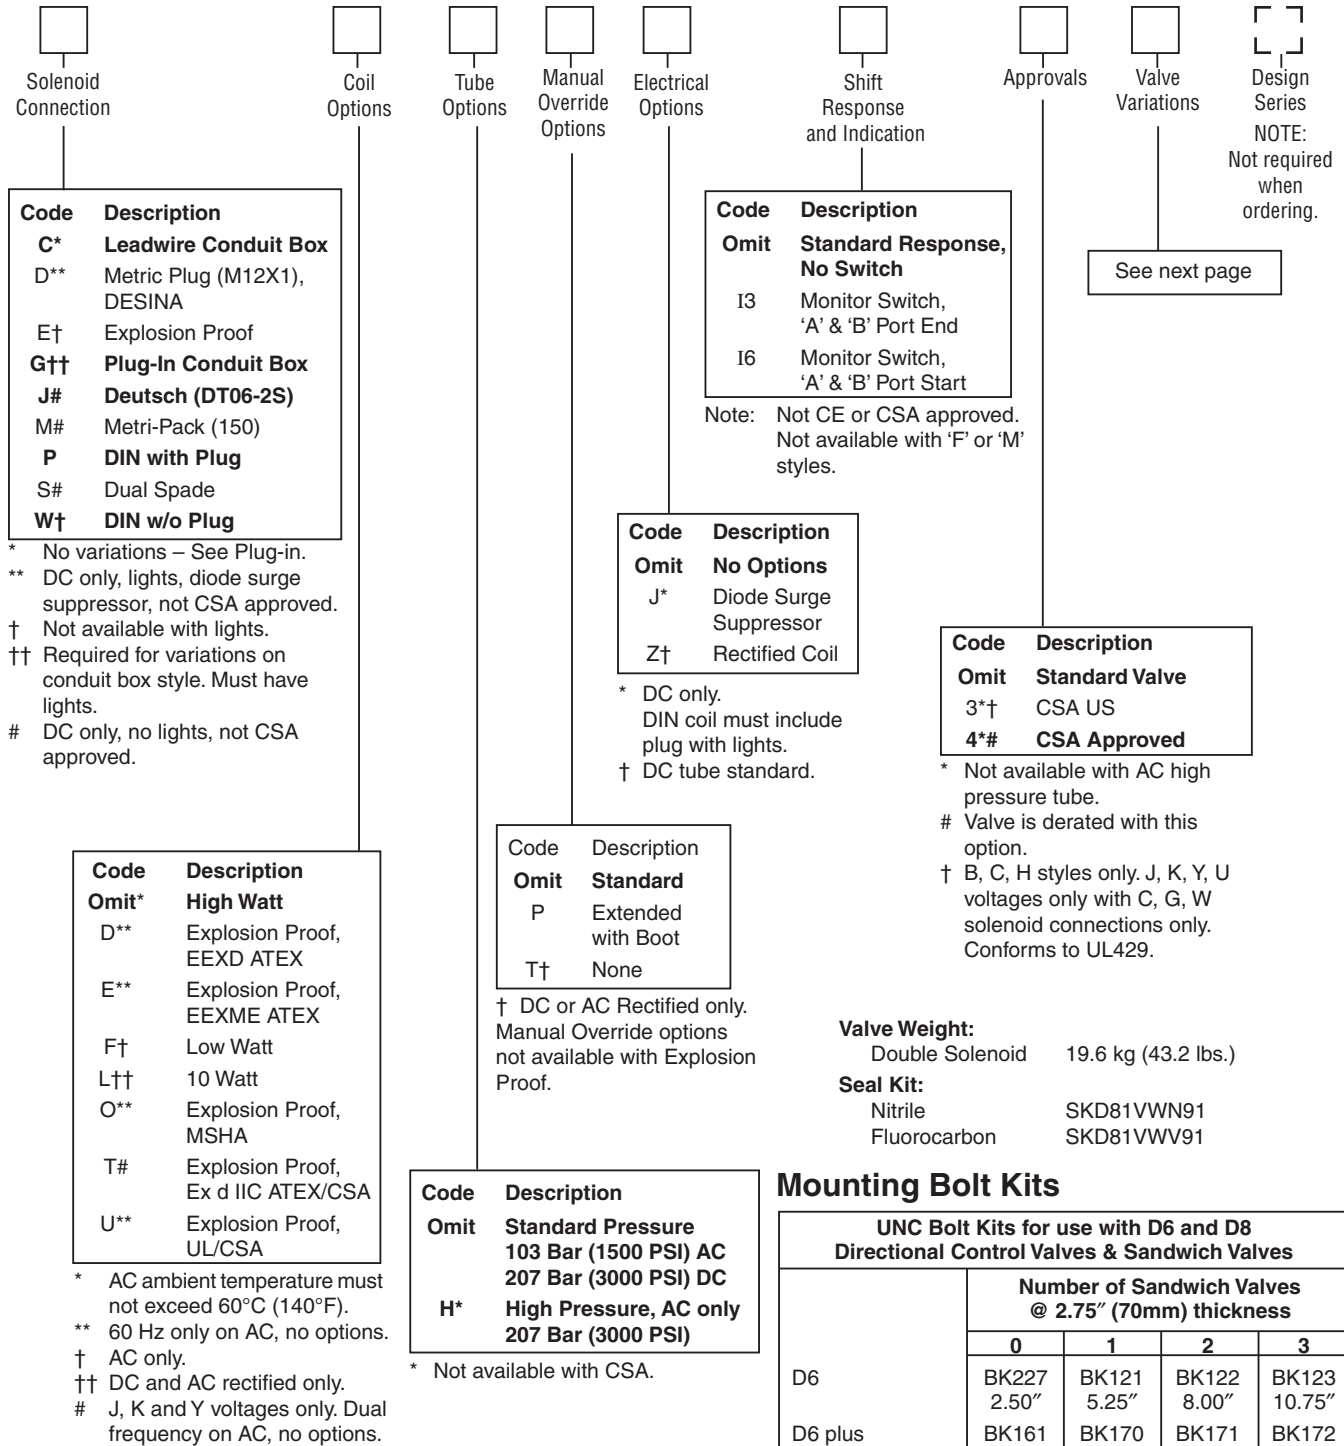 Solenoid
Connection
Coil
Options
Tube
Options
Manual
Override
Options
Electrical
Options
Shift
Response
and Indication
Approvals
Valve
Variations
Design
Series
NOTE:
Not required
when
ordering.
Code Description
C* Leadwire Conduit Box
D** Metric Plug (M12X1),
DESINA
E† Explosion Proof
G†† Plug-In Conduit Box
J# Deutsch (DT06-2S)
M# Metri-Pack (150)
P DIN with Plug
S# Dual Spade
W† DIN w/o Plug
* No variations – See Plug-in.
** DC only, lights, diode surge
suppressor, not CSA approved.
† Not available with lights.
†† Required for variations on
conduit box style. Must have
lights.
# DC only, no lights, not CSA
approved.
Code Description
Omit Standard Response,
No Switch
I3 Monitor Switch,
‘A’ & ‘B’ Port End
I6 Monitor Switch,
‘A’ & ‘B’ Port Start
Note: Not CE or CSA approved.
Not available with ‘F’ or ‘M’
styles.
See next page
Code Description
Omit No Options
J* Diode Surge
Suppressor
Z† Rectified Coil
* DC only.
DIN coil must include
plug with lights.
† DC tube standard.
Code Description
Omit Standard Valve
3*† CSA US
4*# CSA Approved
* Not available with AC high
pressure tube.
# Valve is derated with this
option.
† B, C, H styles only. J, K, Y, U
voltages only with C, G, W
solenoid connections only.
Conforms to UL429.
Code Description
Omit* High Watt
D** Explosion Proof,
EEXD ATEX
E** Explosion Proof,
EEXME ATEX
F† Low Watt
L†† 10 Watt
O** Explosion Proof,
MSHA
T# Explosion Proof,
Ex d IIC ATEX/CSA
U** Explosion Proof,
UL/CSA
* AC ambient temperature must
not exceed 60°C (140°F).
** 60 Hz only on AC, no options.
† AC only.
†† DC and AC rectified only.
# J, K and Y voltages only. Dual
frequency on AC, no options.
Code Description
Omit Standard
P Extended
with Boot
T† None
† DC or AC Rectified only.
Manual Override options
not available with Explosion
Proof.
Code Description
Omit Standard Pressure
103 Bar (1500 PSI) AC
207 Bar (3000 PSI) DC
H* High Pressure, AC only
207 Bar (3000 PSI)
* Not available with CSA.
Valve Weight:
Double Solenoid 19.6 kg (43.2 lbs.)
Seal Kit:
Nitrile SKD81VWN91
Fluorocarbon SKD81VWV91
Mounting Bolt Kits
UNC Bolt Kits for use with D6 and D8
Directional Control Valves & Sandwich Valves
Number of Sandwich Valves
@ 2.75″ (70mm) thickness
0 1 2 3
D6 BK227 BK121 BK122 BK123
2.50″ 5.25″ 8.00″ 10.75″
D6 plus BK161 BK170 BK171 BK172